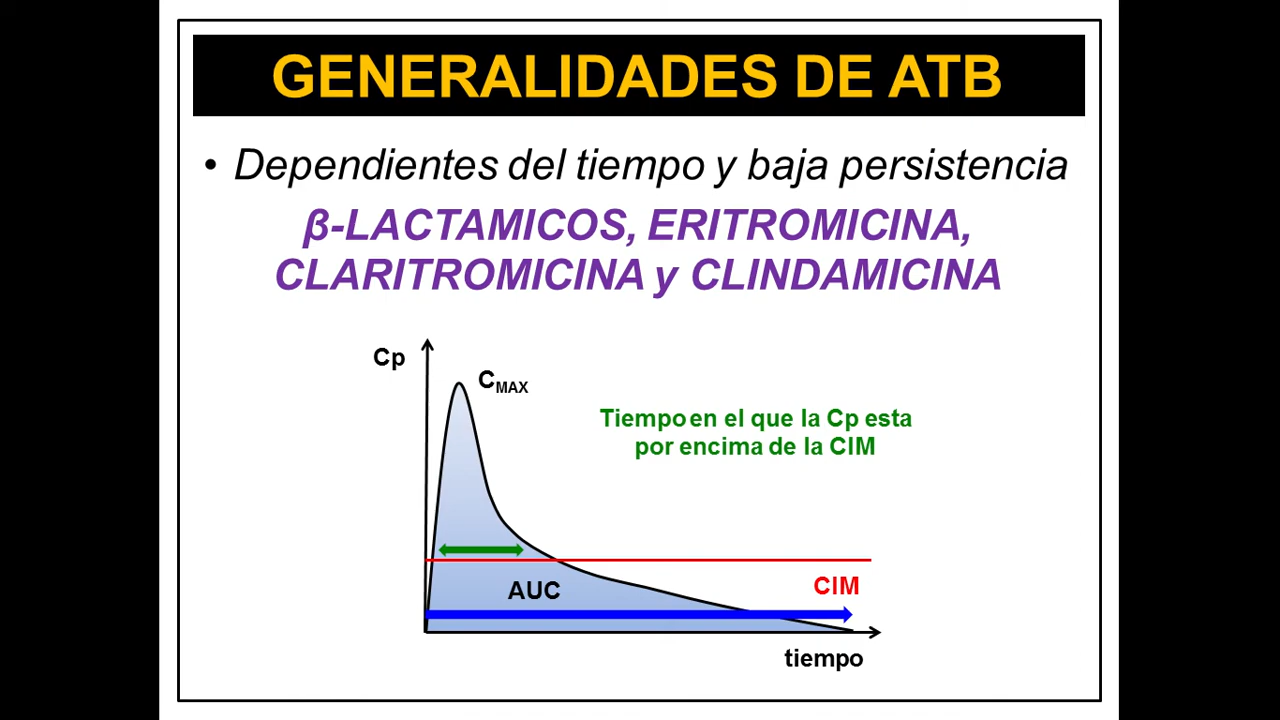 GENERALIDADES DE ATB
• Dependientes del tiempo y baja persistencia
β-LACTAMICOS, ERITROMICINA,
CLARITROMICINA y CLINDAMICINA
Cp
CMAX
Tiempo en el que la Cp esta
por encima de la CIM
AUC
CIM
tiempo